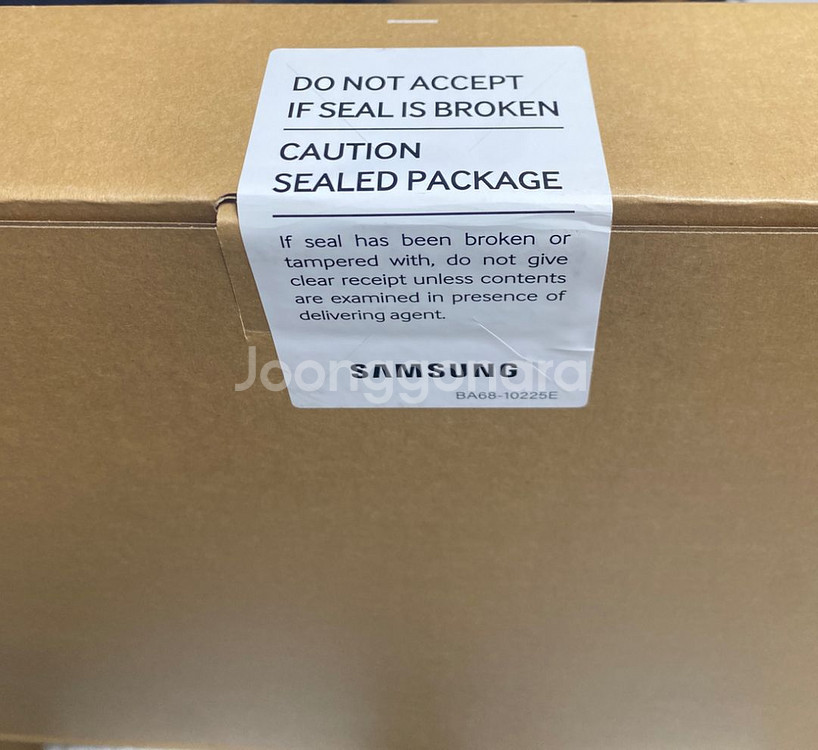 DO NOT ACCEPT
IF SEAL IS BROKEN
CAUTION
SEALED PACKAGE
If seal has been broken or
tampered with, do not give
clear receipt unless contents
are examined in presence of
delivering agent.
SAMSUNG
Joonggonara
BA68-10225E